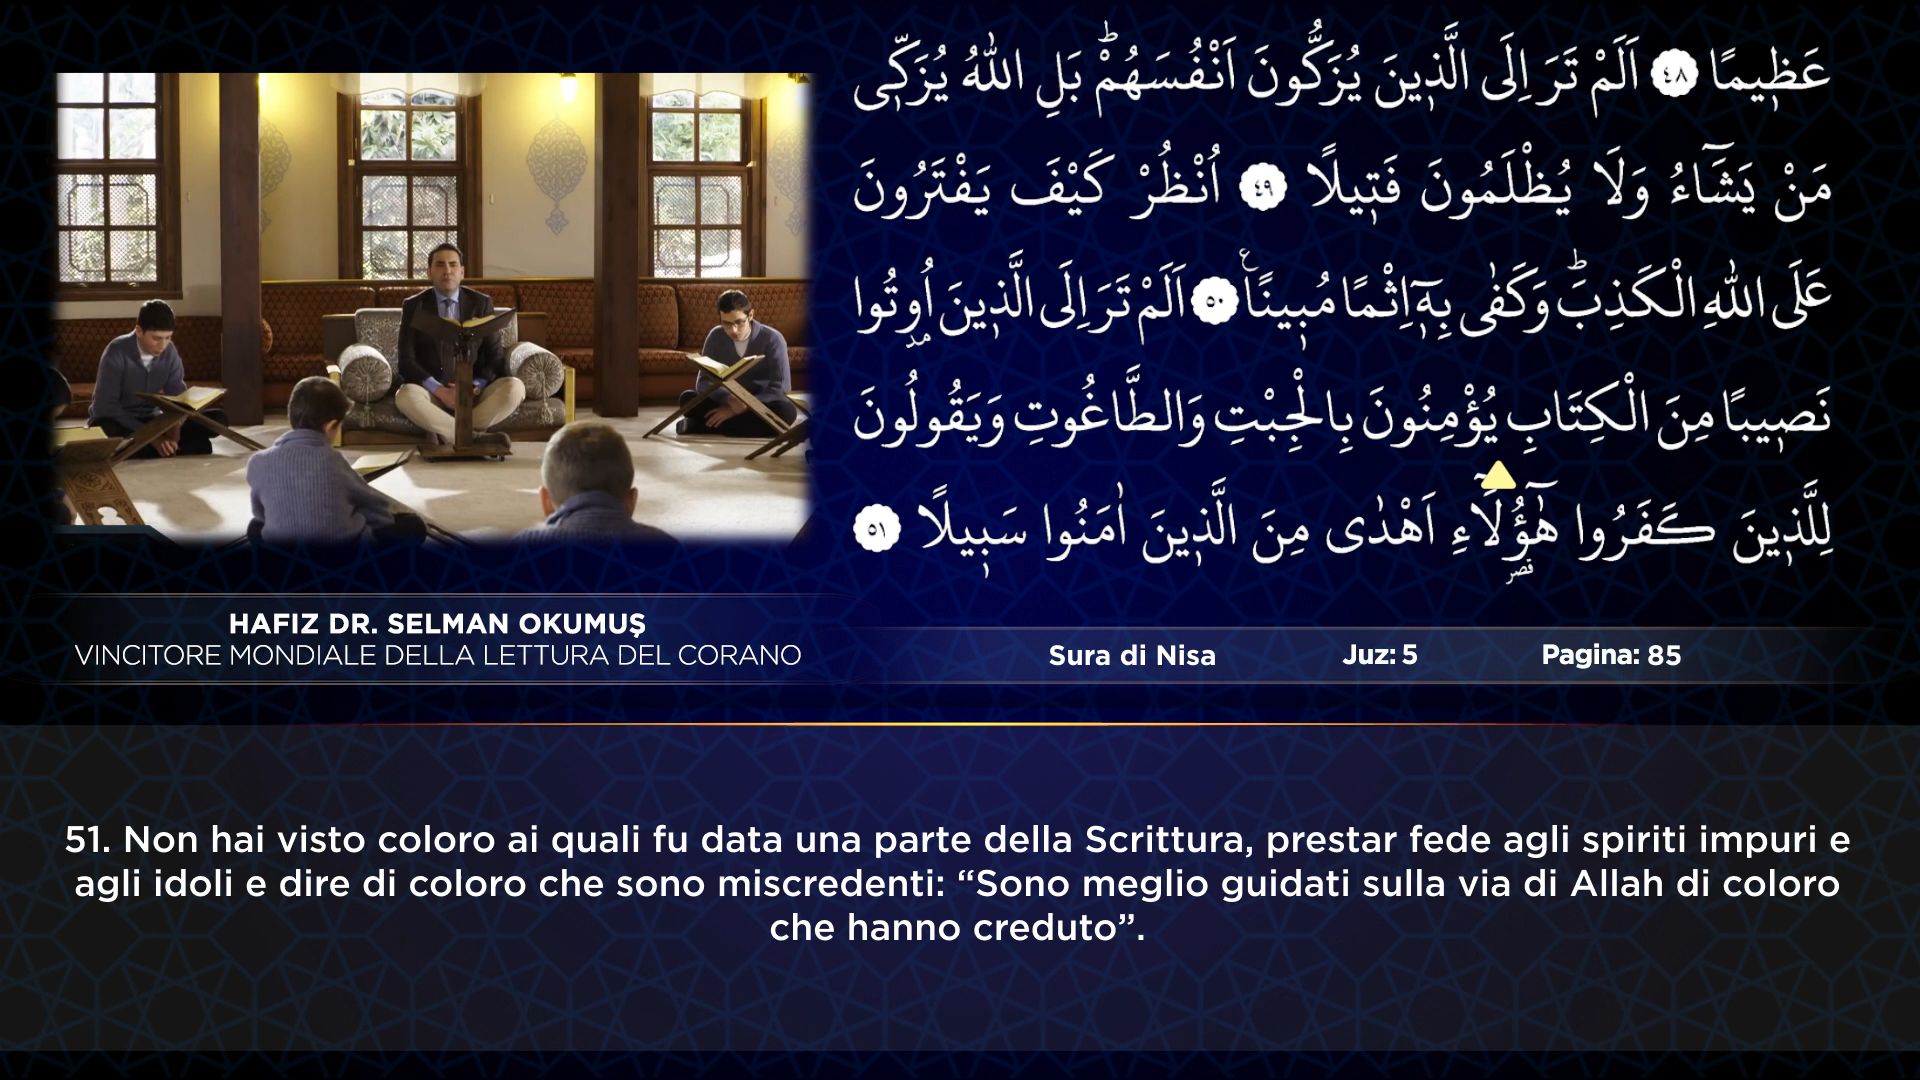 عَظ۪يمًا ٤٨ اَلَمْ تَرَ اِلَى الَّذ۪ينَ يُزَكُّونَ اَنْفُسَهُمْۜ بَلِ اللّٰهُ يُزَكّ۪ى
مَنْ يَشَٓاءُ وَلَا يُظْلَمُونَ فَت۪يلًا ٤٩ اُنْظُرْ كَيْفَ يَفْتَرُونَ
عَلَى اللّٰهِ الْكَذِبَۜ وَكَفٰى بِه۪ٓ اِثْمًا مُب۪ينًاۚ ع ٥٠ اَلَمْ تَرَ اِلَى الَّذ۪ينَ اُو۫تُوا
مد
نَص۪يبًا مِنَ الْكِتَابِ يُؤْمِنُونَ بِالْجِبْتِ وَالطَّاغُوتِ وَيَقُولُونَ
لِلَّذ۪ينَ كَفَرُوا هٰٓؤُ۬لَٓاءِ اَهْدٰى مِنَ الَّذ۪ينَ اٰمَنُوا سَب۪يلًا ٥١
قصر
HAFIZ DR. SELMAN OKUMUŞ
VINCITORE MONDIALE DELLA LETTURA DEL CORANO
Sura di Nisa Juz: 5 Pagina: 85
51. Non hai visto coloro ai quali fu data una parte della Scrittura, prestar fede agli spiriti impuri e
agli idoli e dire di coloro che sono miscredenti: “Sono meglio guidati sulla via di Allah di coloro
che hanno creduto”.